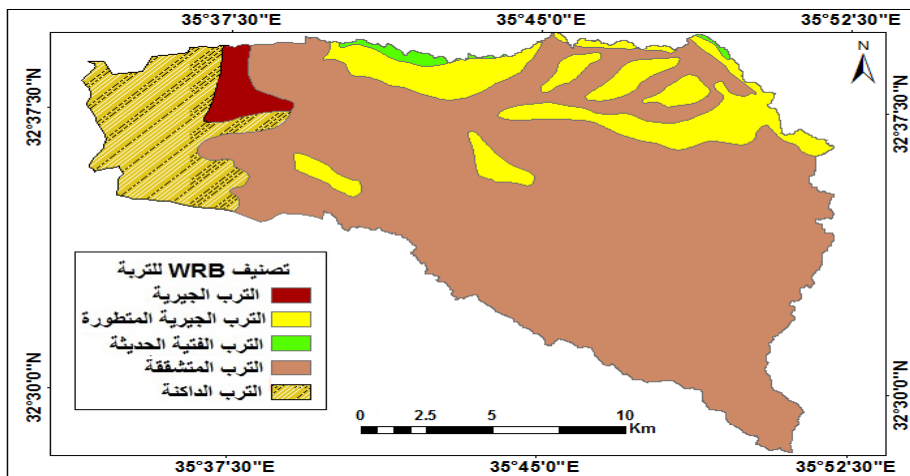 35°37'30"E 35°45'0"E 35°52'30"E
N
32°37'30"N 32°37'30"N
تصنيف WRB للتربة
الترب الجيرية
الترب الجيرية المتطورة
الترب الفتية الحديثة
الترب المتشققة
الترب الداكنة
32°30'0"N 32°30'0"N
0 2.5 5 10
Km
35°37'30"E 35°45'0"E 35°52'30"E